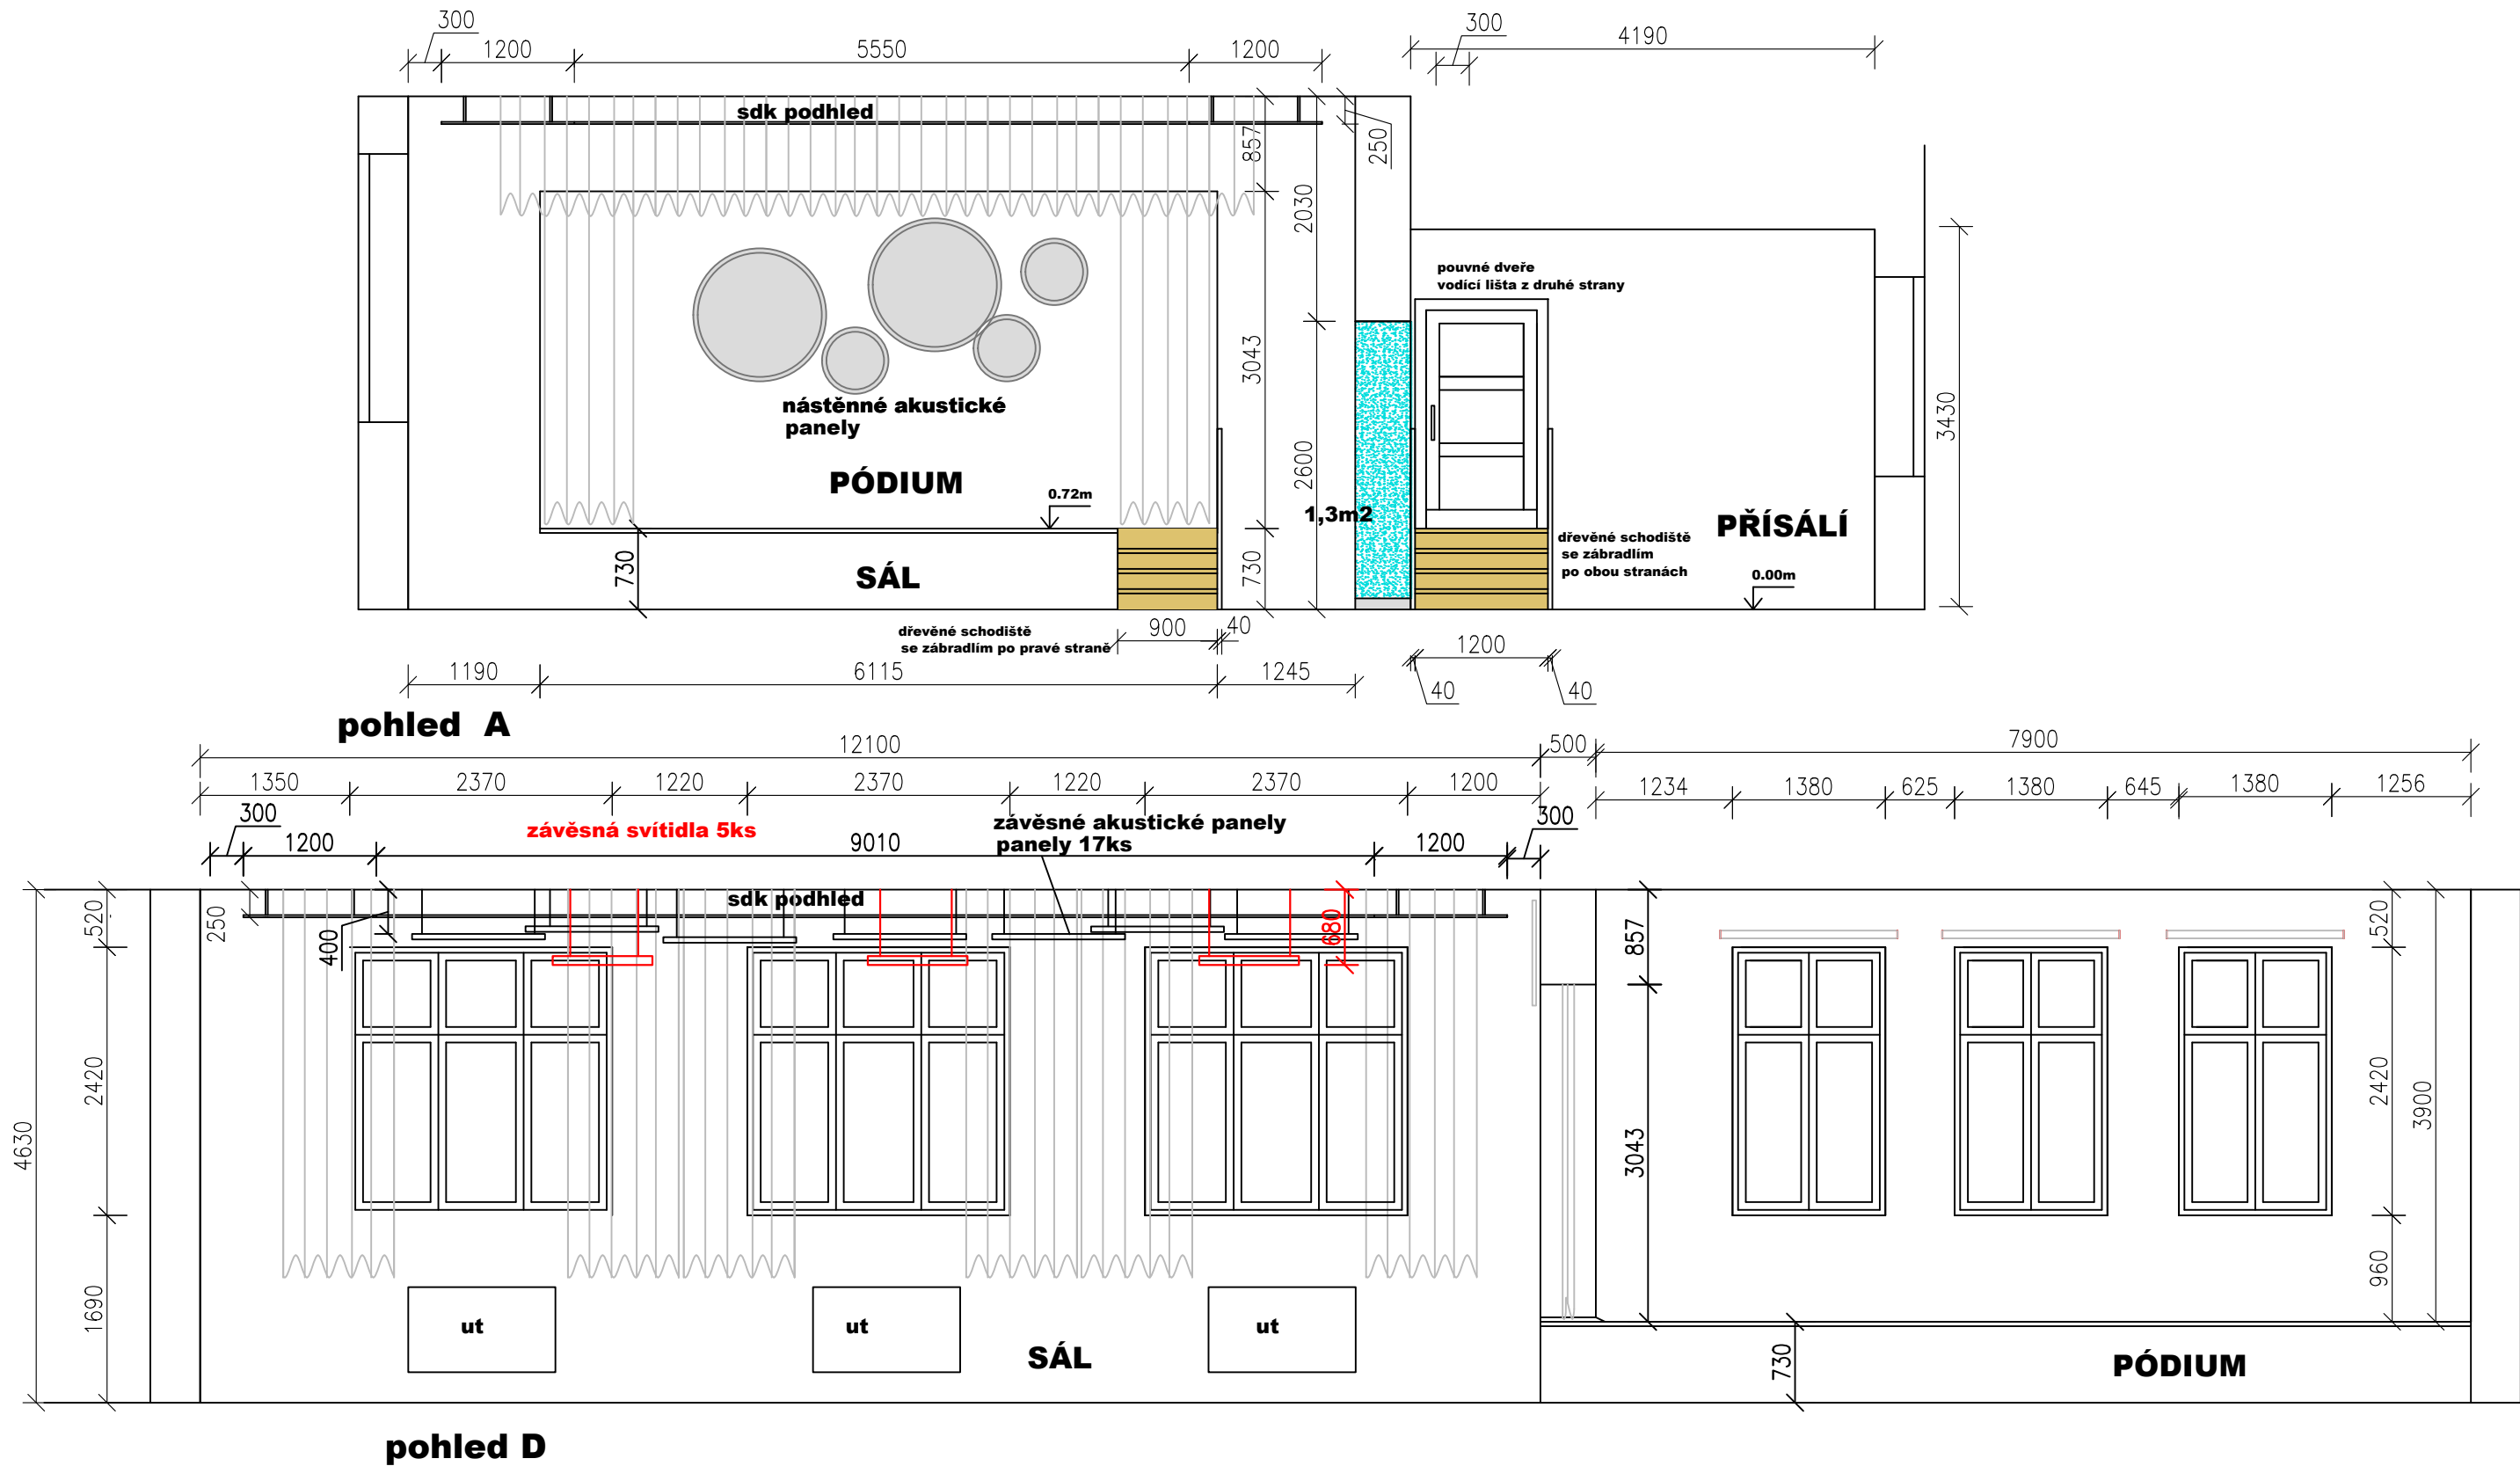 300
1200
5550
1200
300
4190
sdk podhled
857
250
2030
pouvné dveře
vodící lišta z druhé strany
3043
3430
nástěnné akustické
panely
2600
PÓDIUM
0.72m
1,3m2
PŘÍSÁLÍ
dřevěné schodiště
se zábradlím
po obou stranách
730
SÁL
730
0.00m
dřevěné schodiště
se zábradlím po pravé straně
900
40
1200
1190
6115
1245
40
40
pohled A
12100
500
7900
1350
2370
1220
2370
1220
2370
1200
1234
1380
625
1380
645
1380
1256
300
závěsná svítidla 5ks
závěsné akustické panely
panely 17ks
300
1200
9010
1200
sdk podhled
520
250
400
680
857
520
2420
2420
3900
4630
3043
1690
960
ut
ut
ut
SÁL
730
PÓDIUM
pohled D